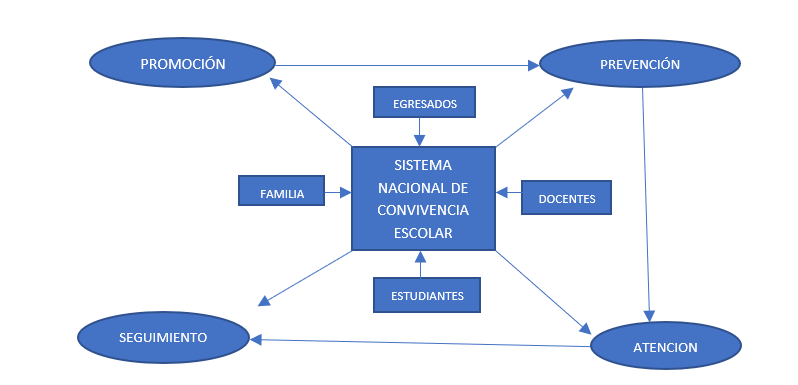 PROMOCIÓN
PREVENCIÓN
EGRESADOS
SISTEMA
NACIONAL DE
CONVIVENCIA
ESCOLAR
FAMILIA
DOCENTES
ESTUDIANTES
SEGUIMIENTO
ATENCION